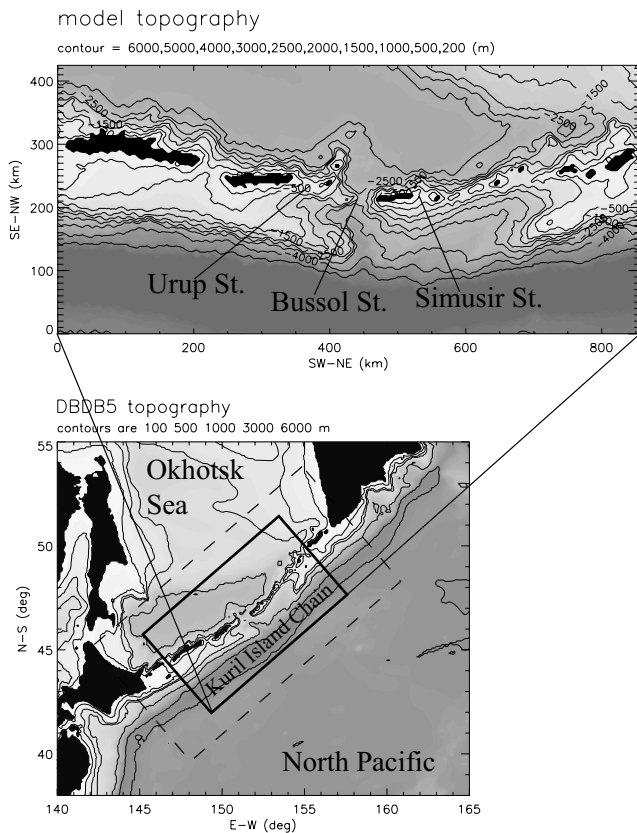 model topography
contour = 6000,5000,4000,3000,2500,2000,1500,1000,500,200 (m)
SE-NW (km)
400
300
200
100
0
-2500
-1500
-500
-1500
-4000
-2500
-2500
-2500
-500
-4000
Urup St.
Bussol St.
Simusir St.
0 200 400 600 800
SW-NE (km)
DBDB5 topography
contours are 100 500 1000 3000 6000 m
N-S (deg)
55
50
45
40
Okhotsk
Sea
Kuril Island Chain
North Pacific
140 145 150 155 160 165
E-W (deg)